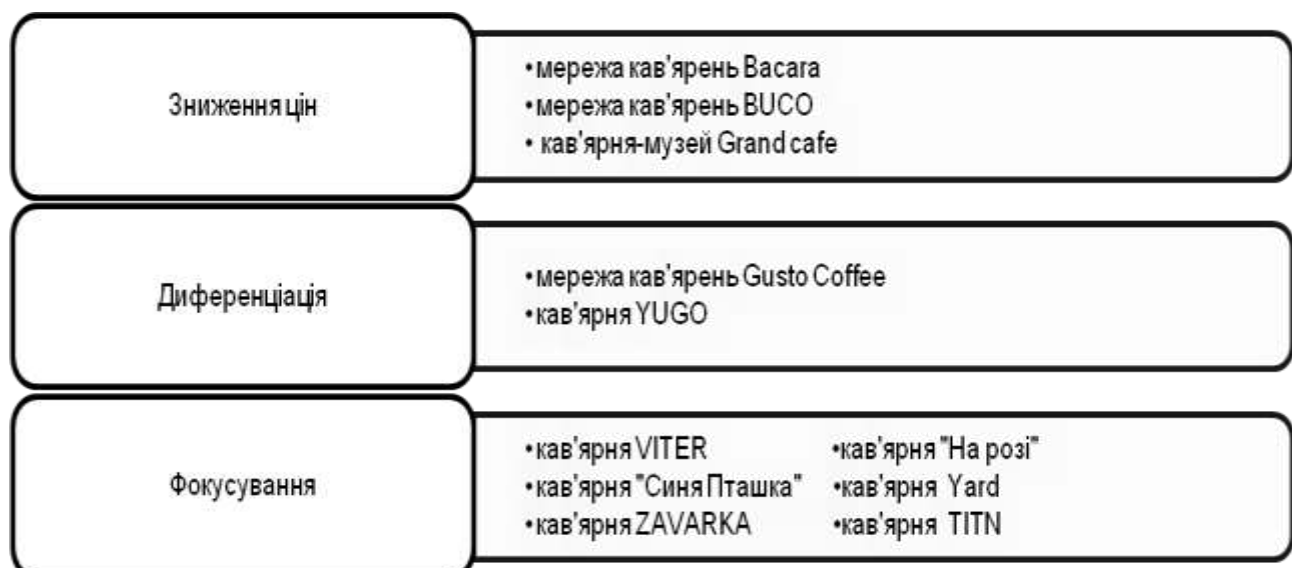 Зниження цін
•мережа кав'ярень Bacara
•мережа кав'ярень BUCO
• кав'ярня-музей Grand cafe
Диференціація
•мережа кав'ярень Gusto Coffee
•кав'ярня YUGO
Фокусування
•кав'ярня VITER
•кав'ярня "Синя Пташка"
•кав'ярня ZAVARKA
•кав'ярня "На розі"
•кав'ярня Yard
•кав'ярня TITN